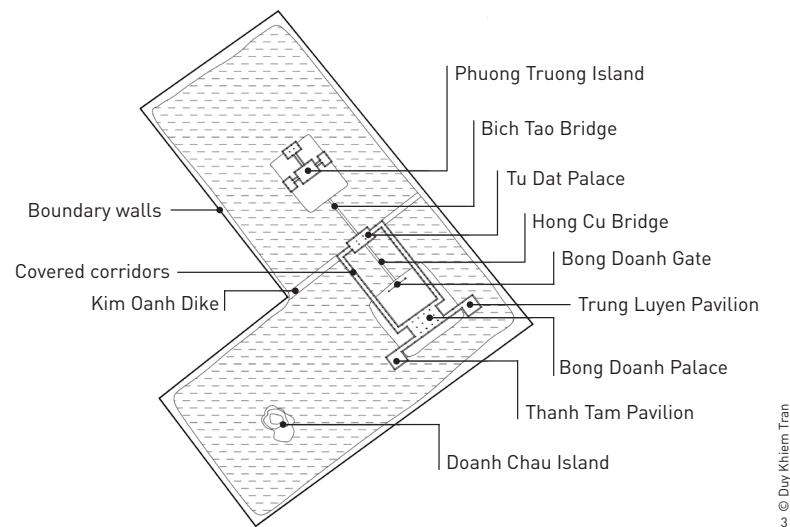 Phuong Truong Island
Bich Tao Bridge
Tu Dat Palace
Boundary walls
Hong Cu Bridge
Bong Doanh Gate
Covered corridors
Kim Oanh Dike
Trung Luyen Pavilion
Bong Doanh Palace
Thanh Tam Pavilion
Doanh Chau Island
3 © Duy Khiem Tran